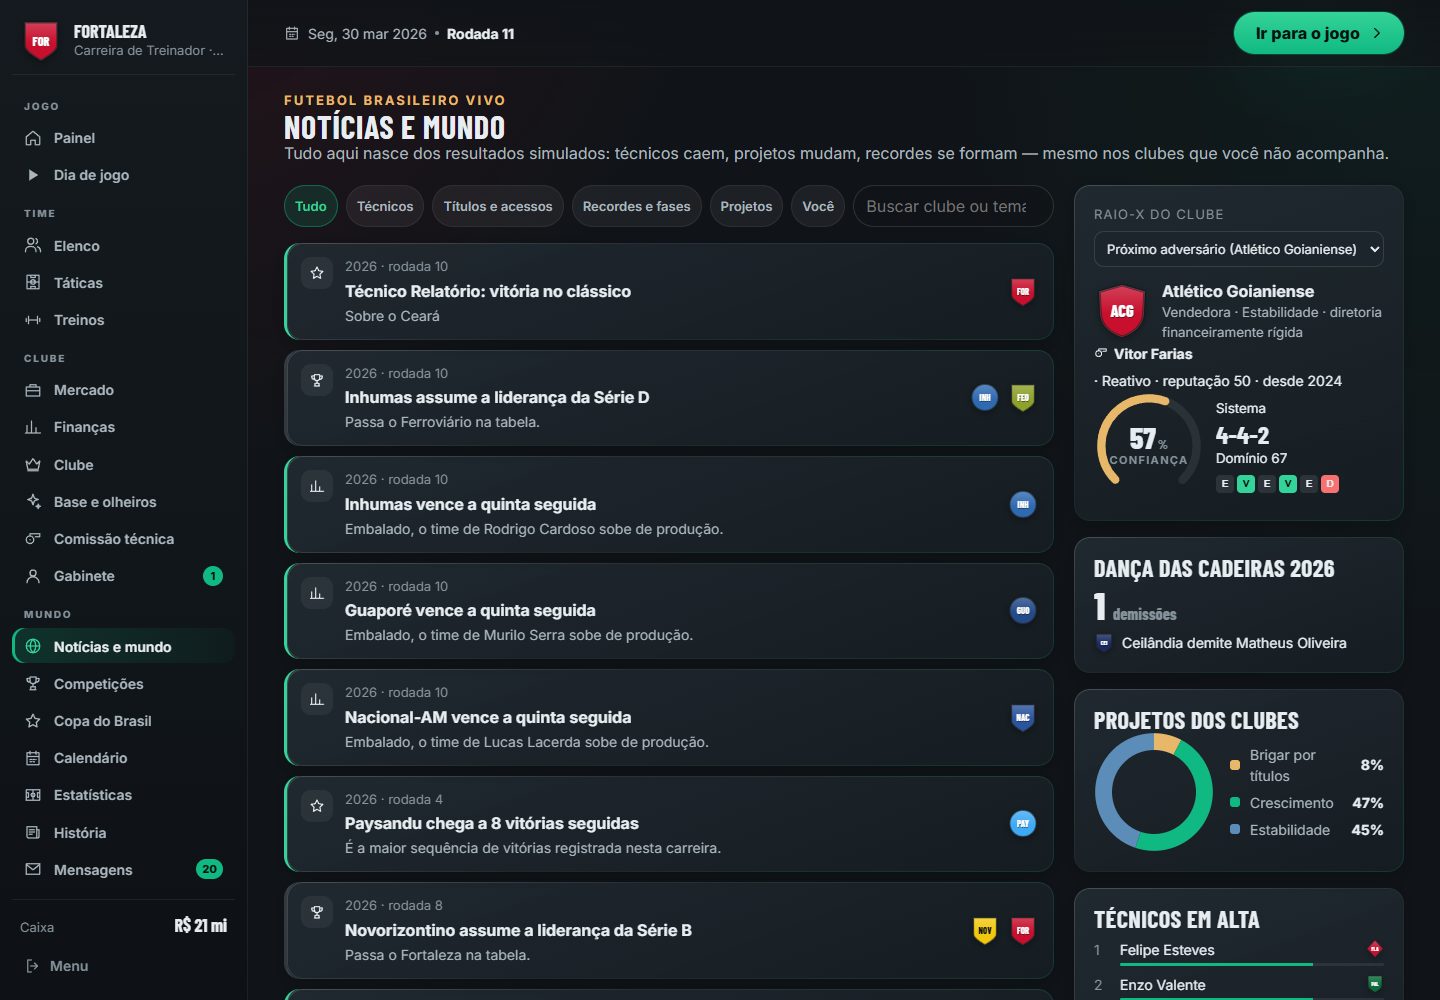 FOR
FORTALEZA
Carreira de Treinador ·...
JOGO
Painel
Dia de jogo
TIME
Elenco
Táticas
Treinos
CLUBE
Mercado
Finanças
Clube
Base e olheiros
Comissão técnica
Gabinete 1
MUNDO
Notícias e mundo
Competições
Copa do Brasil
Calendário
Estatísticas
História
Mensagens 20
Caixa R$ 21 mi
Menu
Seg, 30 mar 2026 • Rodada 11
Ir para o jogo
FUTEBOL BRASILEIRO VIVO
NOTÍCIAS E MUNDO
Tudo aqui nasce dos resultados simulados: técnicos caem, projetos mudam, recordes se formam — mesmo nos clubes que você não acompanha.
Tudo Técnicos Títulos e acessos Recordes e fases Projetos Você Buscar clube ou tema
2026 · rodada 10
Técnico Relatório: vitória no clássico
Sobre o Ceará
FOR
2026 · rodada 10
Inhumas assume a liderança da Série D
Passa o Ferroviário na tabela.
INH FEO
2026 · rodada 10
Inhumas vence a quinta seguida
Embalado, o time de Rodrigo Cardoso sobe de produção.
INH
2026 · rodada 10
Guaporé vence a quinta seguida
Embalado, o time de Murilo Serra sobe de produção.
GUO
2026 · rodada 10
Nacional-AM vence a quinta seguida
Embalado, o time de Lucas Lacerda sobe de produção.
NAC
2026 · rodada 4
Paysandu chega a 8 vitórias seguidas
É a maior sequência de vitórias registrada nesta carreira.
PAY
2026 · rodada 8
Novorizontino assume a liderança da Série B
Passa o Fortaleza na tabela.
NOV FOR
RAIO-X DO CLUBE
Próximo adversário (Atlético Goianiense)
ACG
Atlético Goianiense
Vendedora · Estabilidade · diretoria
financeiramente rígida
Vitor Farias
· Reativo · reputação 50 · desde 2024
57%
CONFIANÇA
Sistema
4-4-2
Domínio 67
E V E V E D
DANÇA DAS CADEIRAS 2026
1 demissões
Ceilândia demite Matheus Oliveira
PROJETOS DOS CLUBES
Brigar por
títulos 8%
Crescimento 47%
Estabilidade 45%
TÉCNICOS EM ALTA
1 Felipe Esteves
2 Enzo Valente